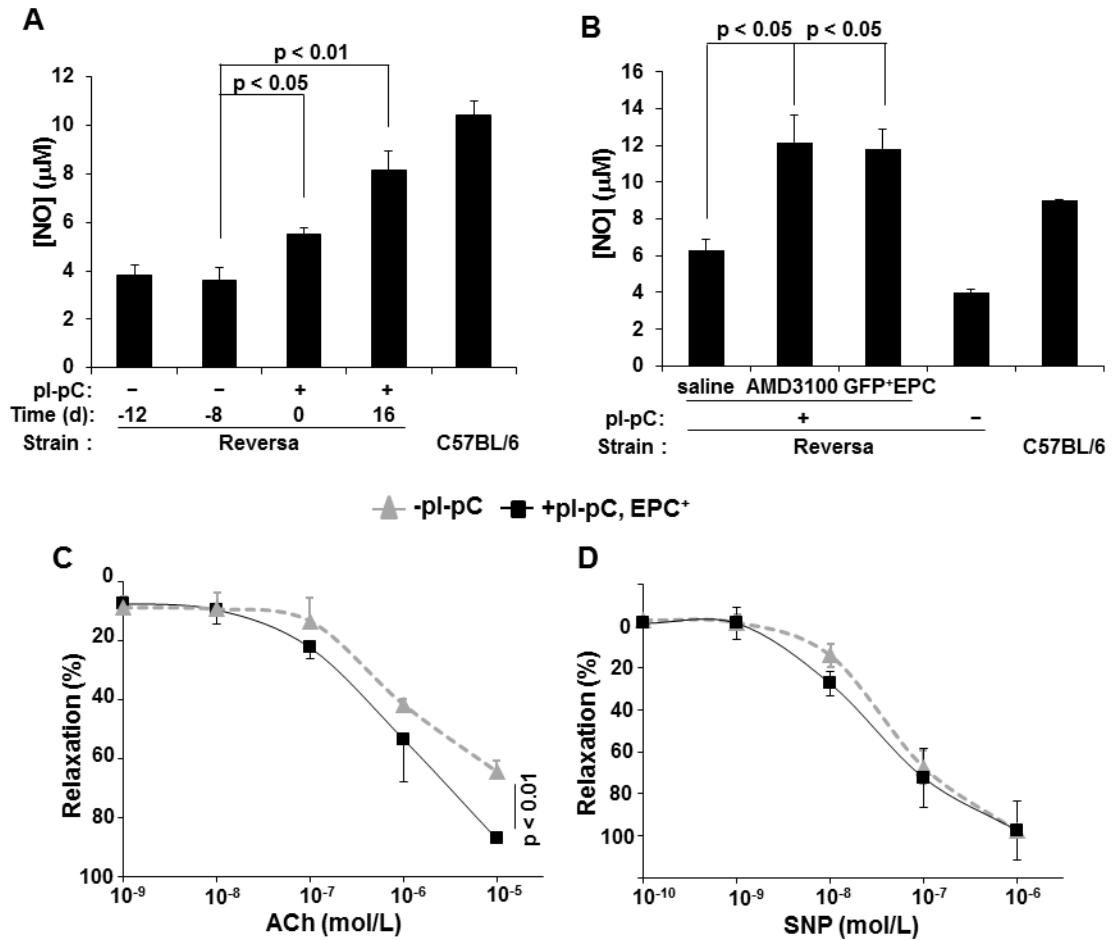 A
p < 0.01
p < 0.05
12
10
8
6
4
2
0
[NO] (µM)
pI-pC: − − + +
Time (d): -12 -8 0 16
Strain : Reversa C57BL/6
B
p < 0.05 p < 0.05
16
14
12
10
8
6
4
2
0
[NO] (µM)
saline AMD3100 GFP⁺EPC
pI-pC: + −
Strain : Reversa C57BL/6
-pI-pC +pI-pC, EPC⁺
C
0
20
40
60
80
100
Relaxation (%)
p < 0.01
10⁻⁹ 10⁻⁸ 10⁻⁷ 10⁻⁶ 10⁻⁵
ACh (mol/L)
D
0
20
40
60
80
100
Relaxation (%)
10⁻¹⁰ 10⁻⁹ 10⁻⁸ 10⁻⁷ 10⁻⁶
SNP (mol/L)